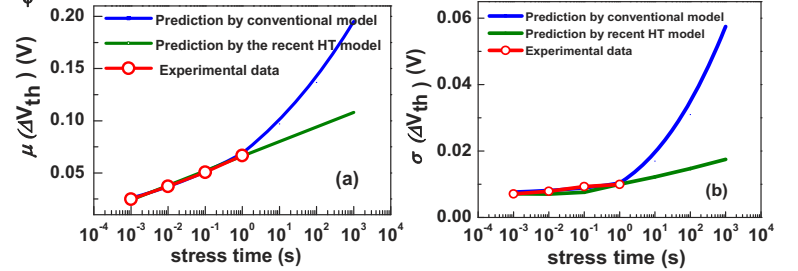 μ (ΔVth) (V)
0.20
0.15
0.10
0.05
Prediction by conventional model
Prediction by the recent HT model
Experimental data
(a)
10-4 10-3 10-2 10-1 100 101 102 103 104
stress time (s)
σ (ΔVth) (V)
0.06
0.04
0.02
0.00
Prediction by conventional model
Prediction by recent HT model
Experimental data
(b)
10-4 10-3 10-2 10-1 100 101 102 103 104
stress time (s)